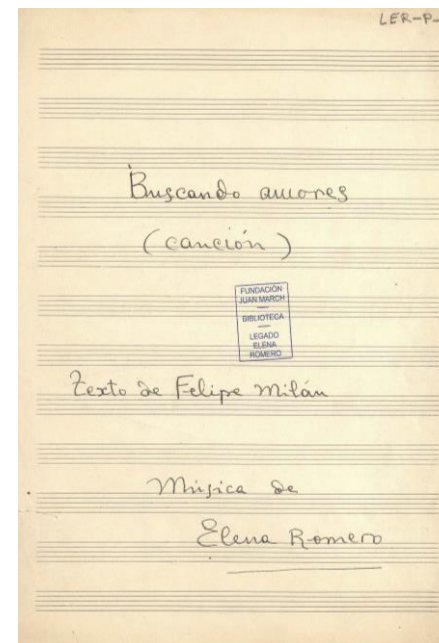 LER-P-
Buscando amores
(canción)
FUNDACIÓN
JUAN MARCH
BIBLIOTECA
LEGADO
ELENA
ROMERO
Texto de Felipe Milán
Música de
Elena Romero